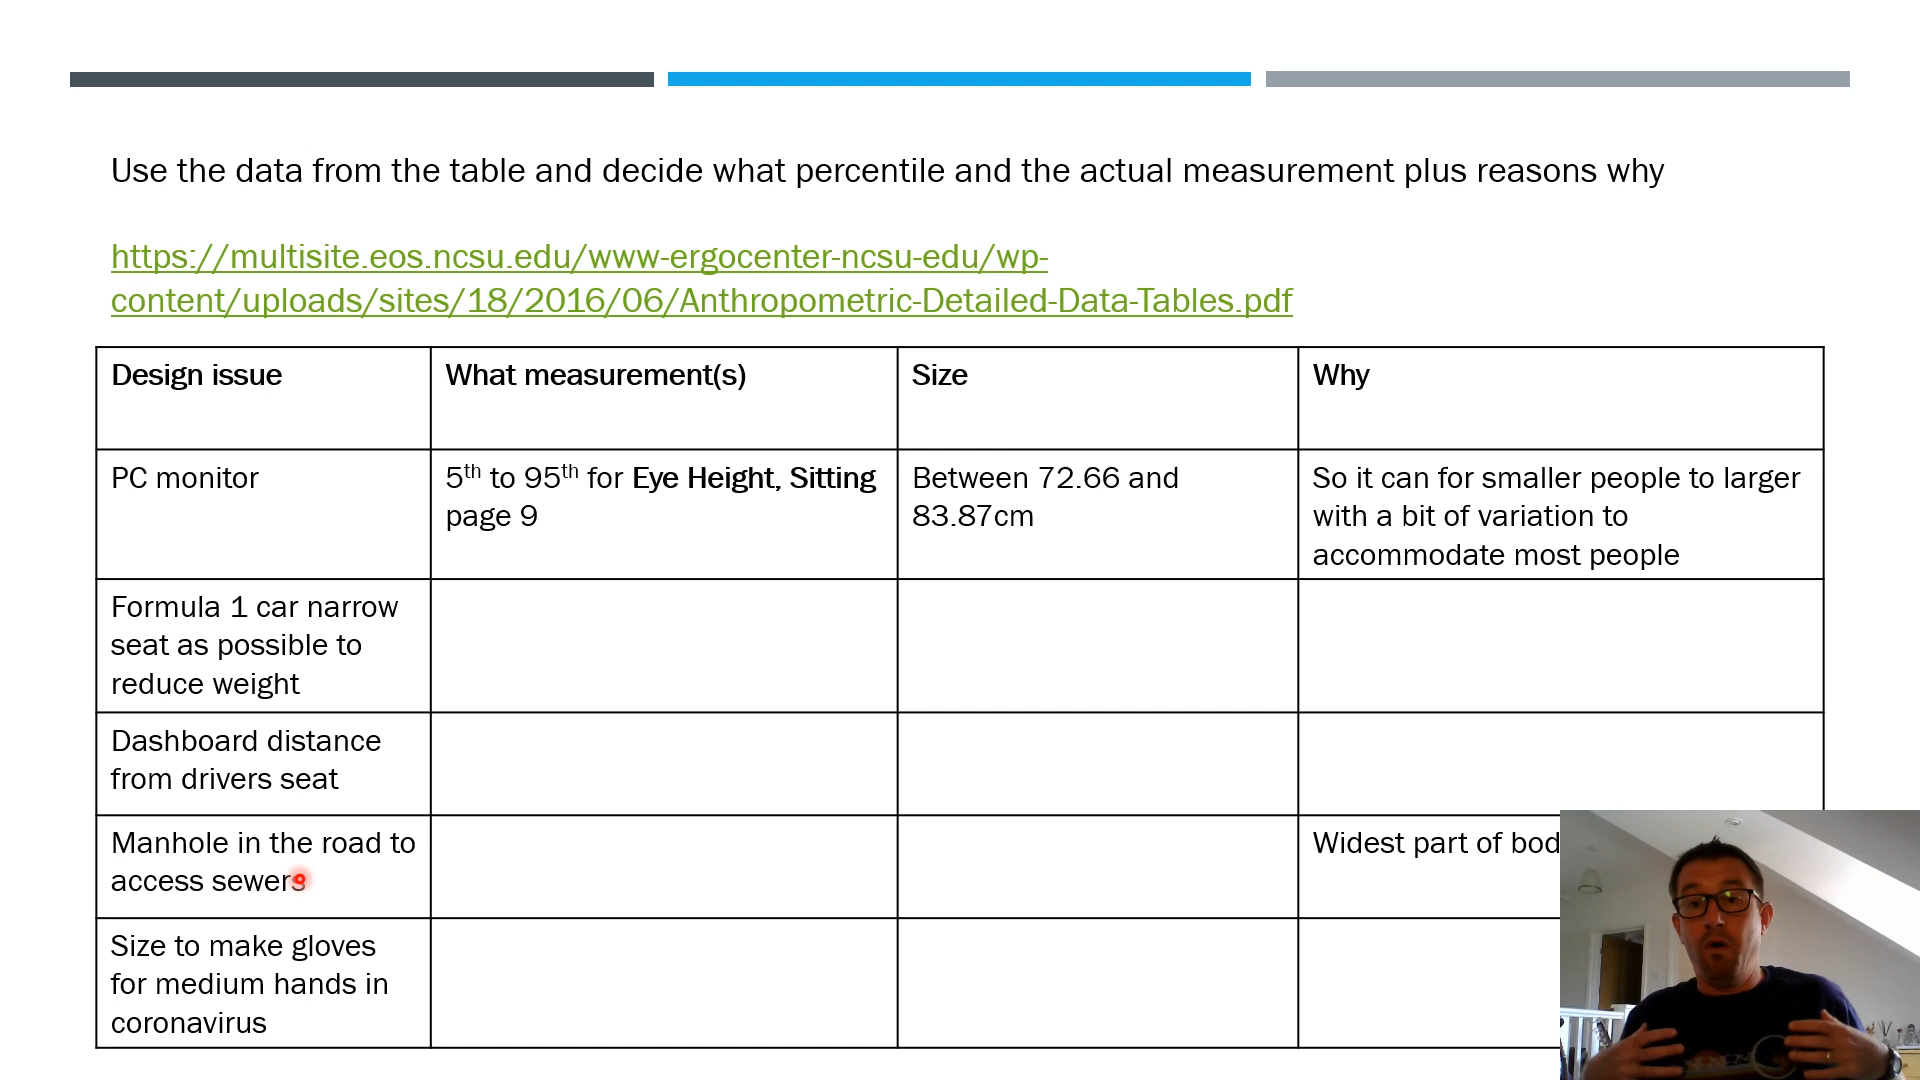 Use the data from the table and decide what percentile and the actual measurement plus reasons why
https://multisite.eos.ncsu.edu/www-ergocenter-ncsu-edu/wp-
content/uploads/sites/18/2016/06/Anthropometric-Detailed-Data-Tables.pdf
Design issue
What measurement(s)
Size
Why
PC monitor
5th to 95th for Eye Height, Sitting
page 9
Between 72.66 and
83.87cm
So it can for smaller people to larger
with a bit of variation to
accommodate most people
Formula 1 car narrow
seat as possible to
reduce weight
Dashboard distance
from drivers seat
Manhole in the road to
access sewers
Widest part of bod
Size to make gloves
for medium hands in
coronavirus